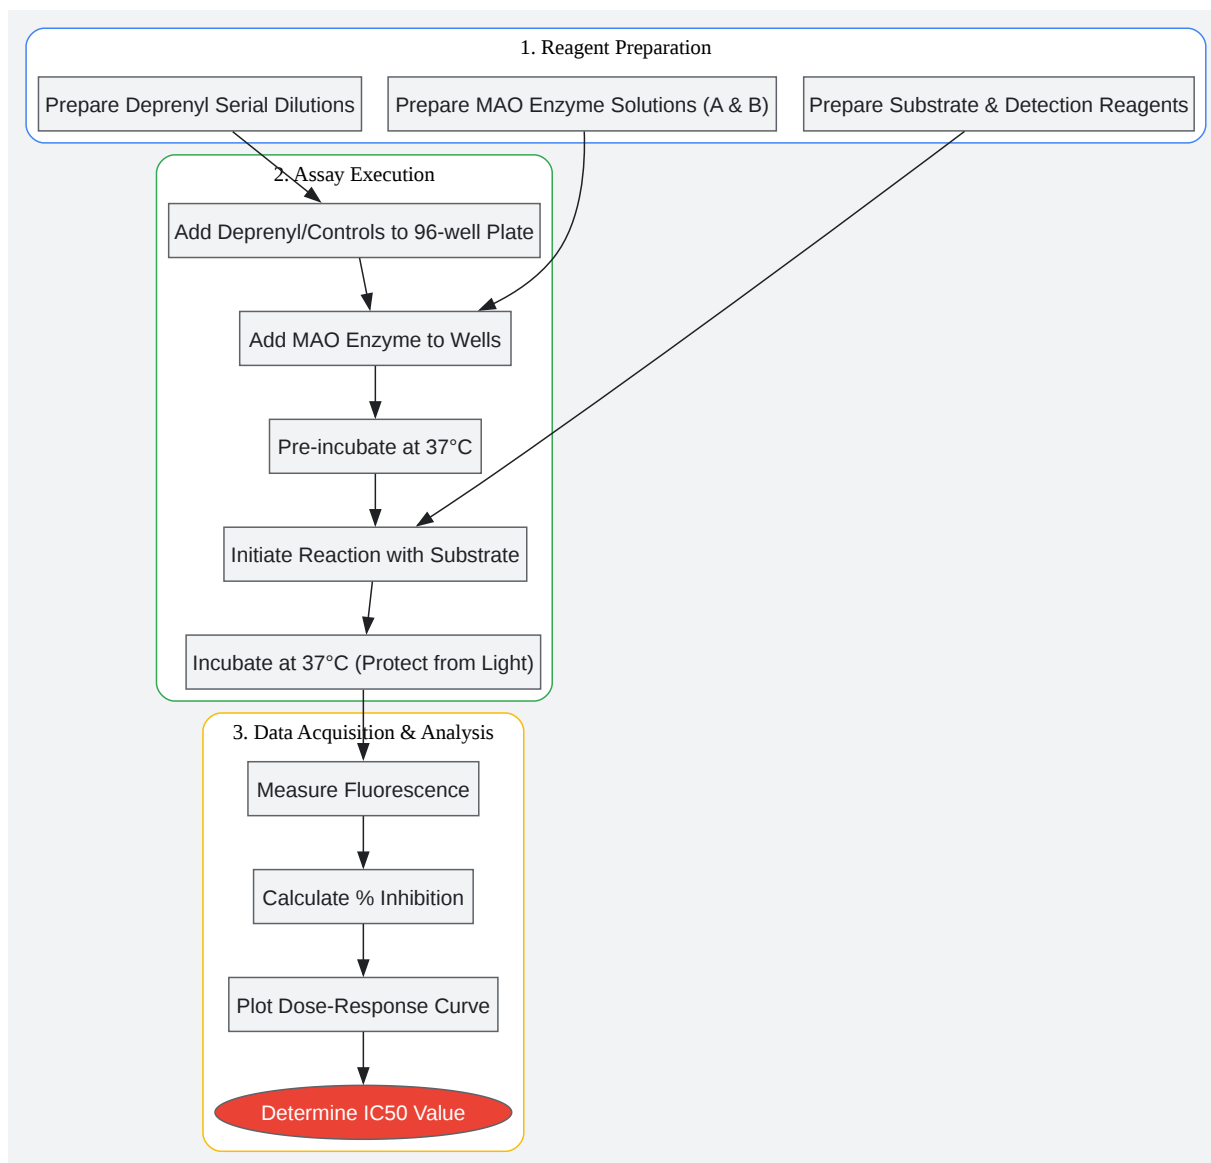 1. Reagent Preparation
Prepare Deprenyl Serial Dilutions
Prepare MAO Enzyme Solutions (A & B)
Prepare Substrate & Detection Reagents
2. Assay Execution
Add Deprenyl/Controls to 96-well Plate
Add MAO Enzyme to Wells
Pre-incubate at 37°C
Initiate Reaction with Substrate
Incubate at 37°C (Protect from Light)
3. Data Acquisition & Analysis
Measure Fluorescence
Calculate % Inhibition
Plot Dose-Response Curve
Determine IC50 Value